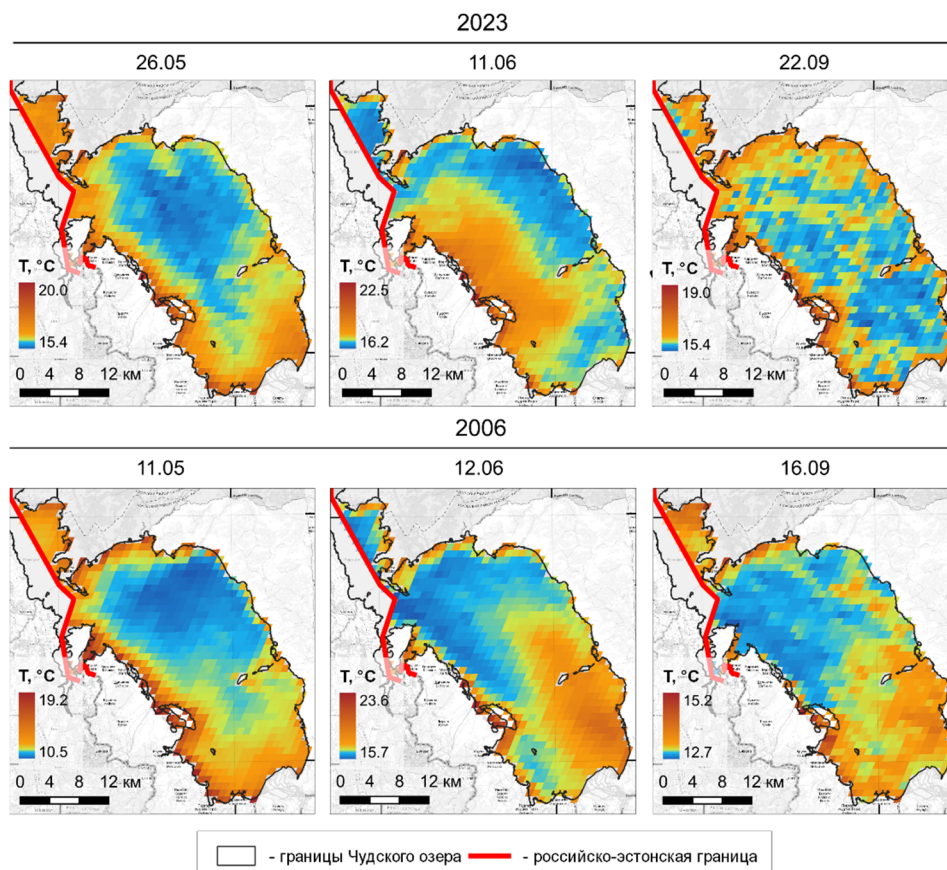 2023
26.05
11.06
22.09
T, °C
20.0
15.4
0 4 8 12 км
T, °C
22.5
16.2
0 4 8 12 км
T, °C
19.0
15.4
0 4 8 12 км
2006
11.05
12.06
16.09
T, °C
19.2
10.5
0 4 8 12 км
T, °C
23.6
15.7
0 4 8 12 км
T, °C
15.2
12.7
0 4 8 12 км
- границы Чудского озера
- российско-эстонская граница